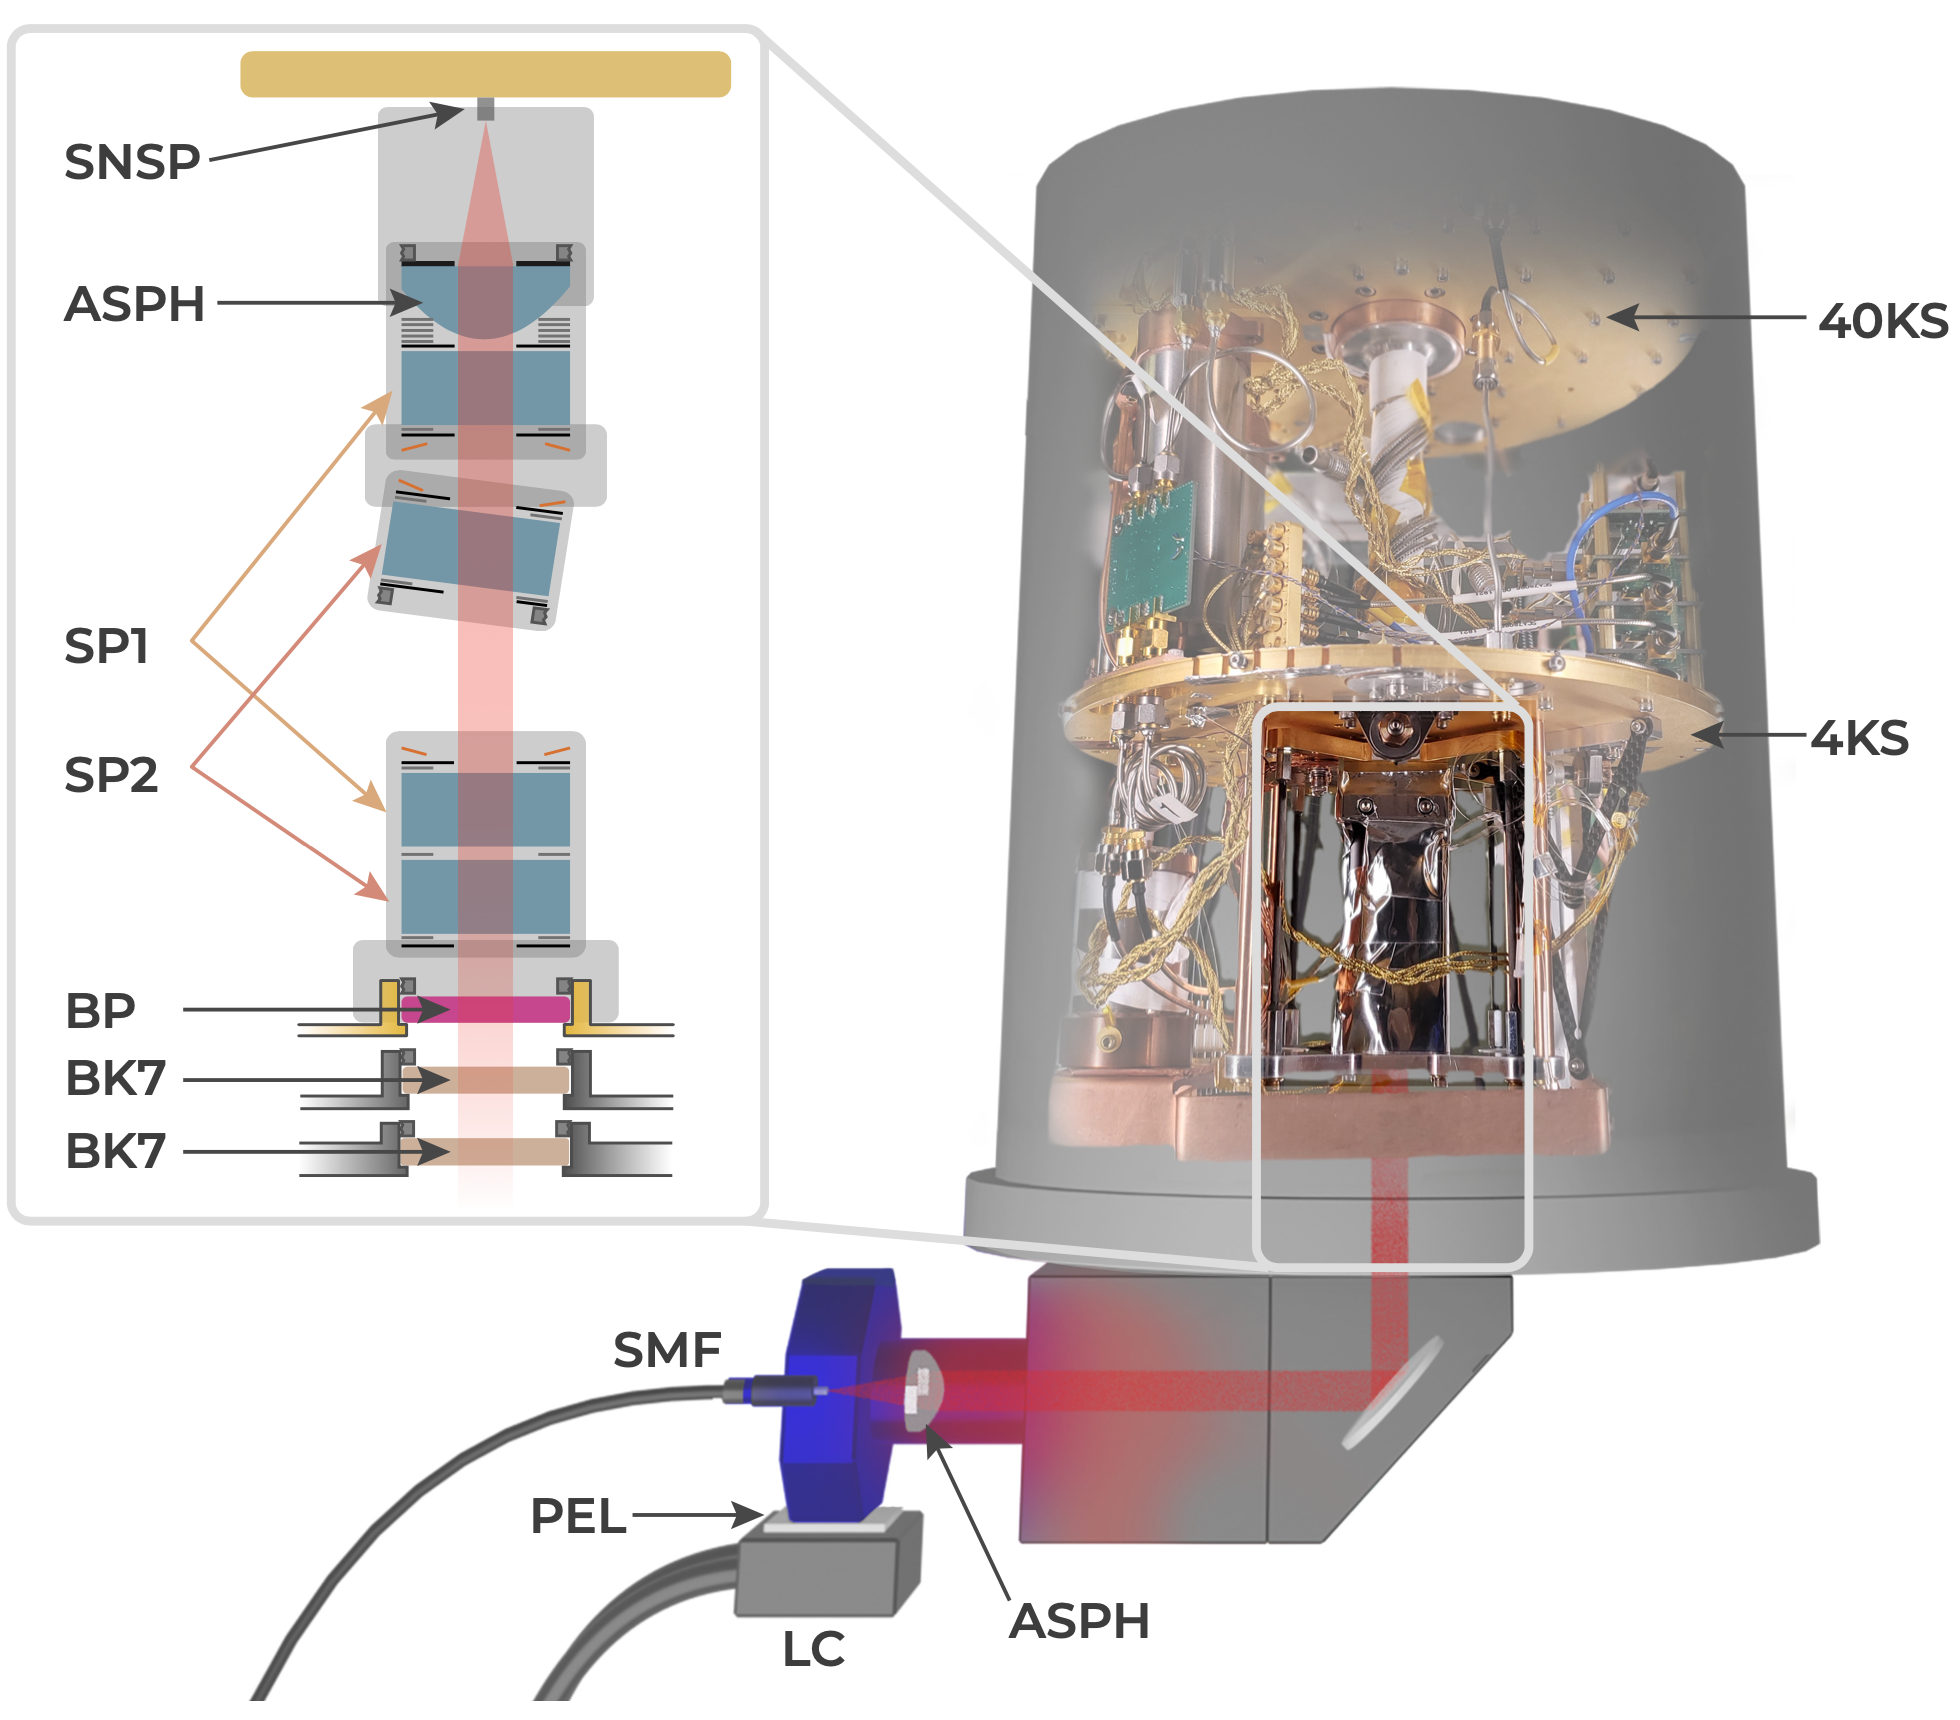 SNSP
ASPH
SP1
SP2
BP
BK7
BK7
40KS
4KS
SMF
PEL
LC
ASPH